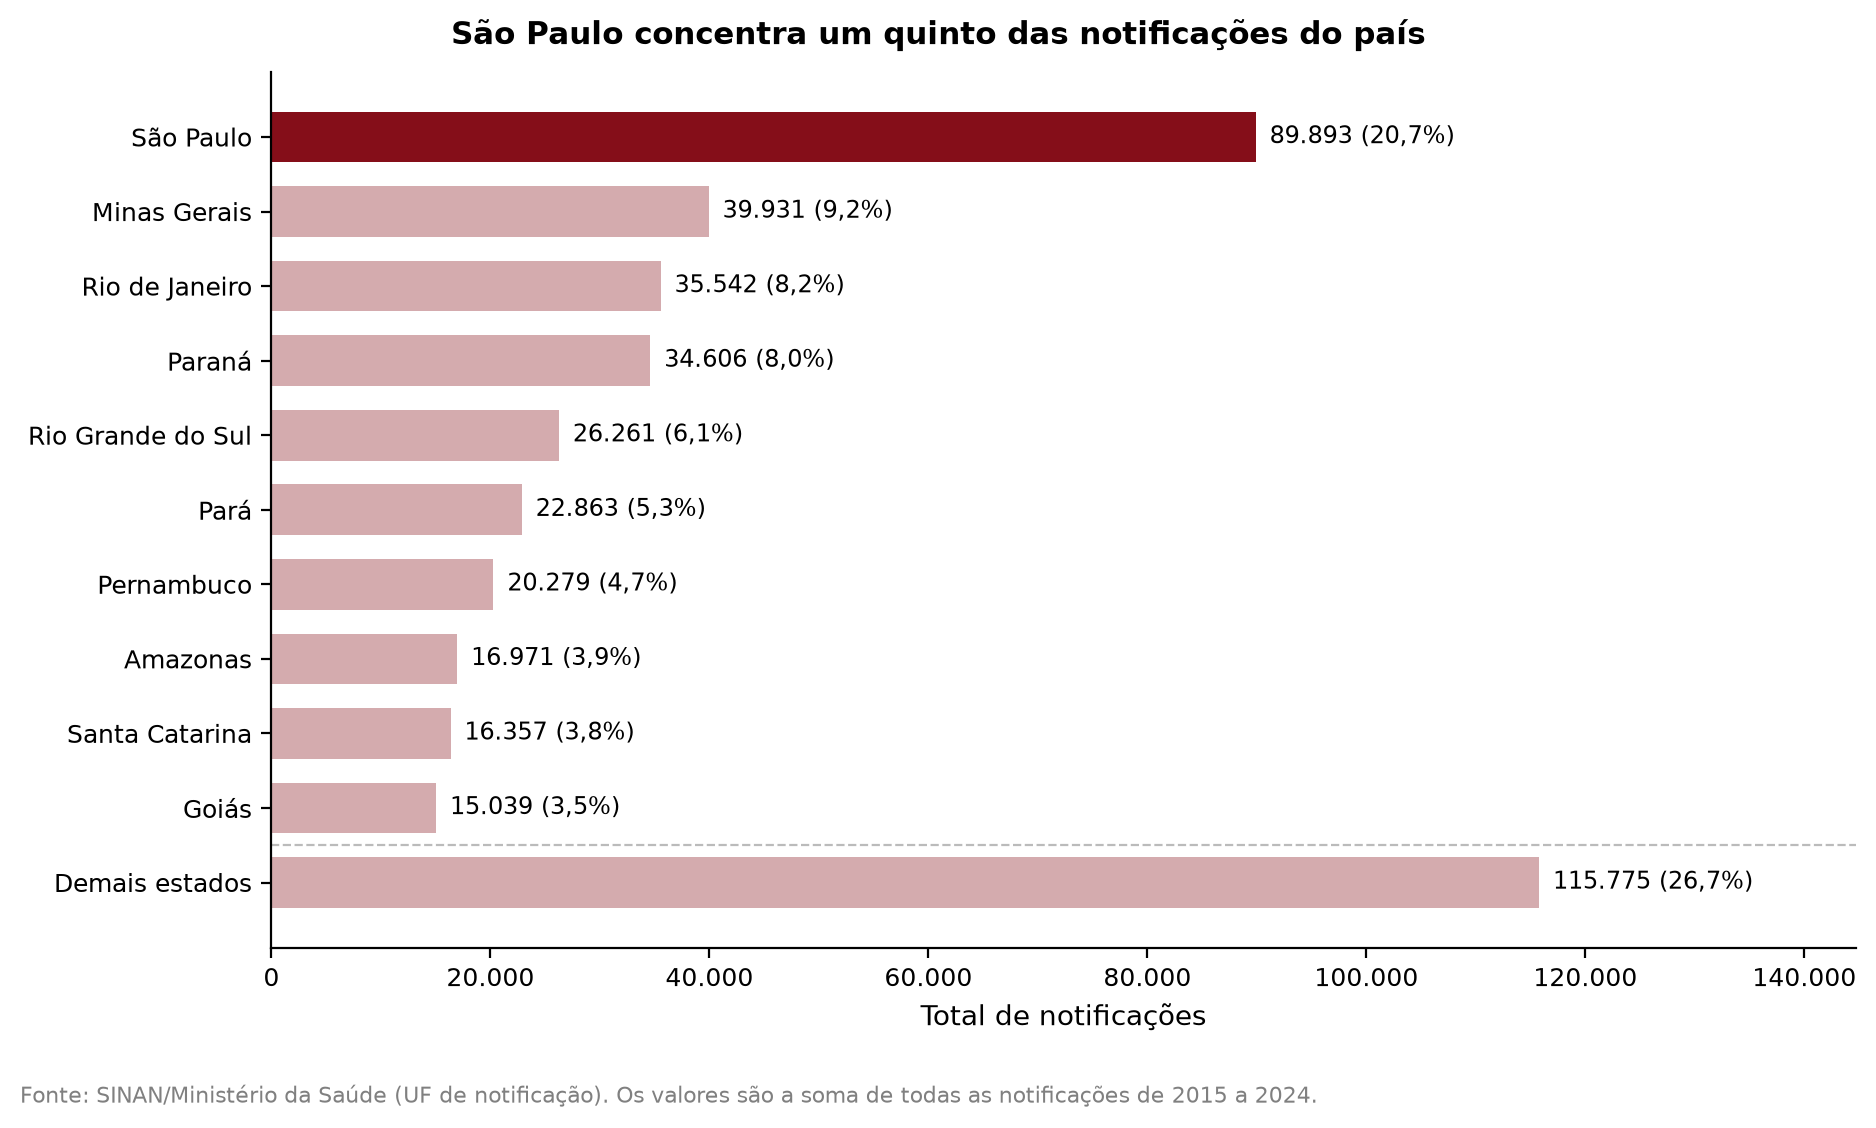 São Paulo concentra um quinto das notificações do país
São Paulo 89.893 (20,7%)
Minas Gerais 39.931 (9,2%)
Rio de Janeiro 35.542 (8,2%)
Paraná 34.606 (8,0%)
Rio Grande do Sul 26.261 (6,1%)
Pará 22.863 (5,3%)
Pernambuco 20.279 (4,7%)
Amazonas 16.971 (3,9%)
Santa Catarina 16.357 (3,8%)
Goiás 15.039 (3,5%)
Demais estados 115.775 (26,7%)
0 20.000 40.000 60.000 80.000 100.000 120.000 140.000
Total de notificações
Fonte: SINAN/Ministério da Saúde (UF de notificação). Os valores são a soma de todas as notificações de 2015 a 2024.